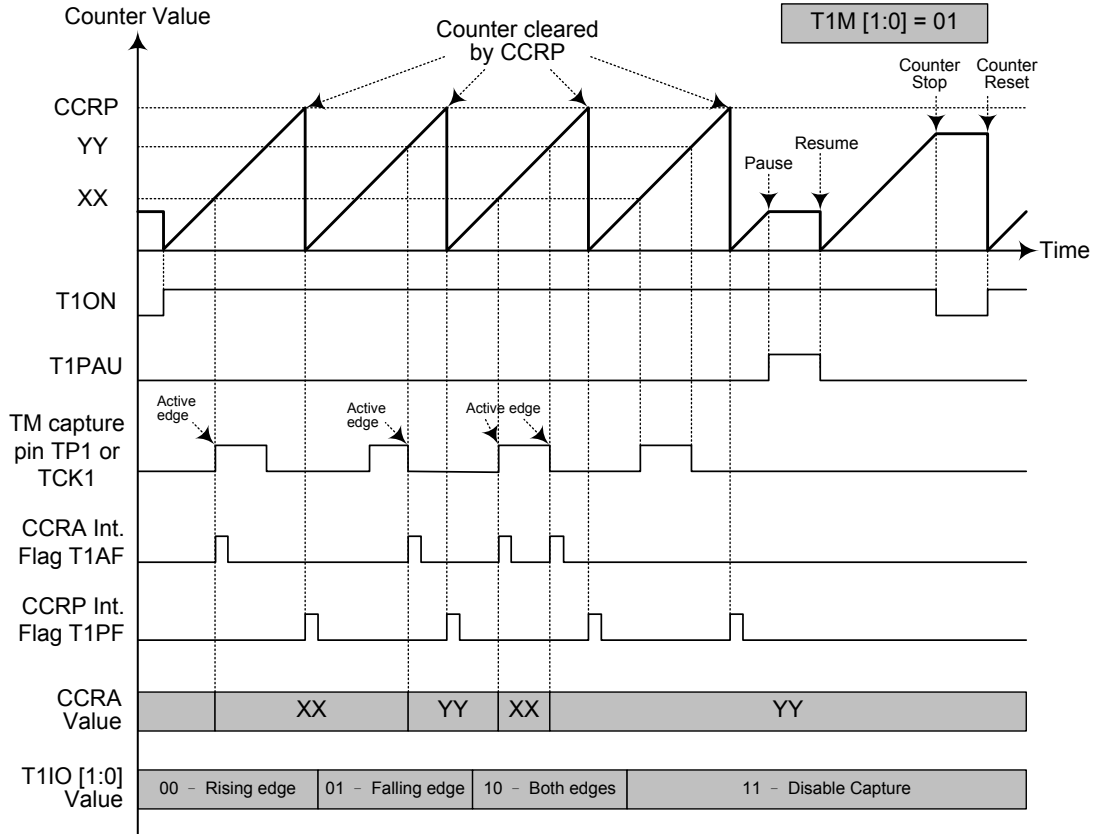 Counter Value
T1M [1:0] = 01
Counter cleared
by CCRP
Counter
Stop
Counter
Reset
CCRP
YY
XX
Pause
Resume
Time
T1ON
T1PAU
Active
edge
Active
edge
Active edge
TM capture
pin TP1 or
TCK1
CCRA Int.
Flag T1AF
CCRP Int.
Flag T1PF
CCRA
Value
XX
YY
XX
YY
T1IO [1:0]
Value
00 – Rising edge
01 – Falling edge
10 – Both edges
11 – Disable Capture